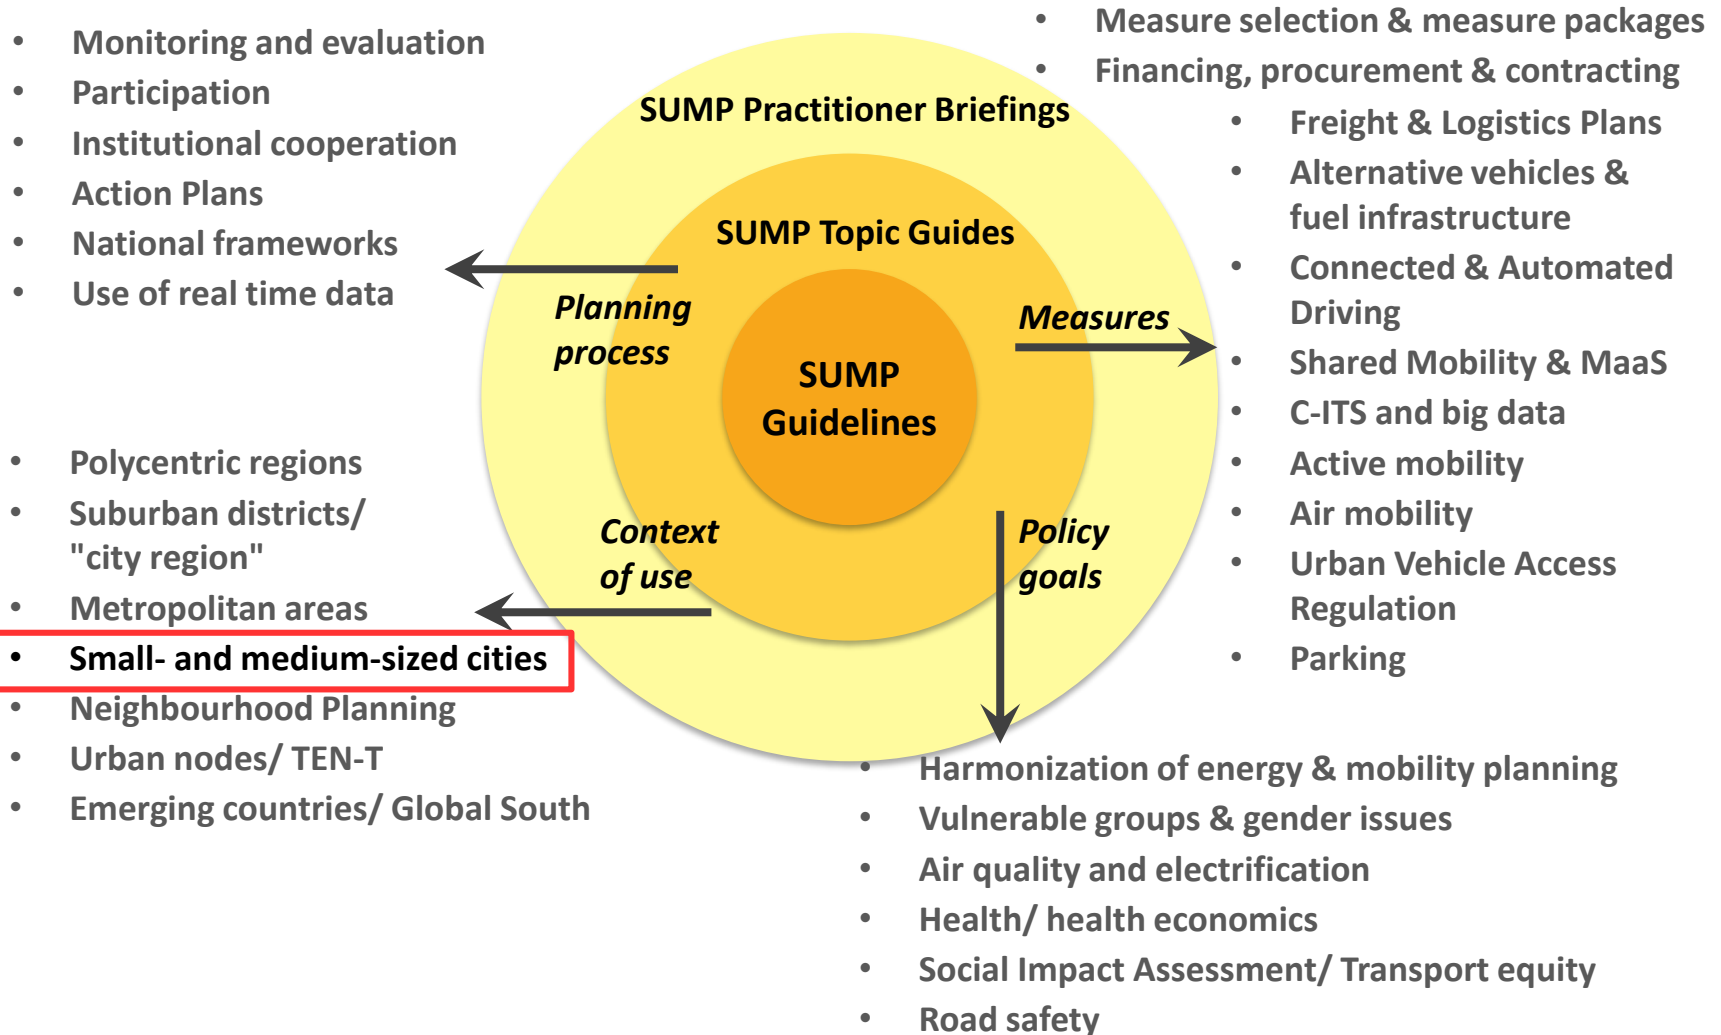 • Monitoring and evaluation
• Participation
• Institutional cooperation
• Action Plans
• National frameworks
• Use of real time data
• Polycentric regions
• Suburban districts/
"city region"
• Metropolitan areas
• Small- and medium-sized cities
• Neighbourhood Planning
• Urban nodes/ TEN-T
• Emerging countries/ Global South
SUMP Practitioner Briefings
SUMP Topic Guides
Planning
process
Measures
SUMP
Guidelines
Context
of use
Policy
goals
• Measure selection & measure packages
• Financing, procurement & contracting
• Freight & Logistics Plans
• Alternative vehicles &
fuel infrastructure
• Connected & Automated
Driving
• Shared Mobility & MaaS
• C-ITS and big data
• Active mobility
• Air mobility
• Urban Vehicle Access
Regulation
• Parking
• Harmonization of energy & mobility planning
• Vulnerable groups & gender issues
• Air quality and electrification
• Health/ health economics
• Social Impact Assessment/ Transport equity
• Road safety